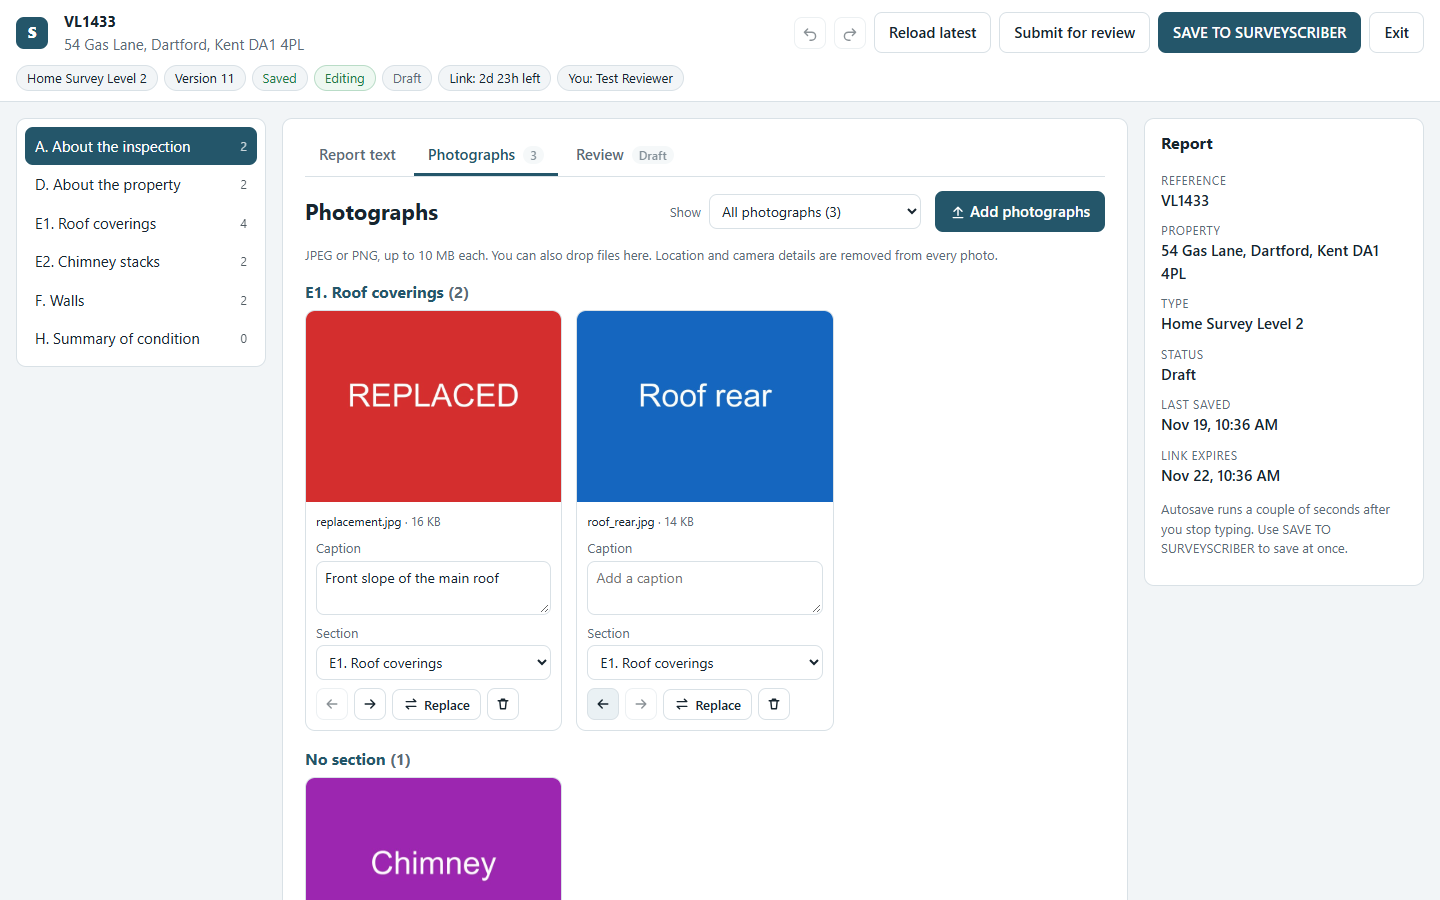 S
VL1433
54 Gas Lane, Dartford, Kent DA1 4PL
Reload latest
Submit for review
SAVE TO SURVEYSCRIBER
Exit
Home Survey Level 2
Version 11
Saved
Editing
Draft
Link: 2d 23h left
You: Test Reviewer
A. About the inspection 2
D. About the property 2
E1. Roof coverings 4
E2. Chimney stacks 2
F. Walls 2
H. Summary of condition 0
Report text
Photographs 3
Review Draft
Photographs
Show
All photographs (3)
Add photographs
JPEG or PNG, up to 10 MB each. You can also drop files here. Location and camera details are removed from every photo.
E1. Roof coverings (2)
REPLACED
replacement.jpg · 16 KB
Caption
Front slope of the main roof
Section
E1. Roof coverings
Replace
Roof rear
roof_rear.jpg · 14 KB
Caption
Add a caption
Section
E1. Roof coverings
Replace
No section (1)
Chimney
Report
REFERENCE
VL1433
PROPERTY
54 Gas Lane, Dartford, Kent DA1
4PL
TYPE
Home Survey Level 2
STATUS
Draft
LAST SAVED
Nov 19, 10:36 AM
LINK EXPIRES
Nov 22, 10:36 AM
Autosave runs a couple of seconds after
you stop typing. Use SAVE TO
SURVEYSCRIBER to save at once.